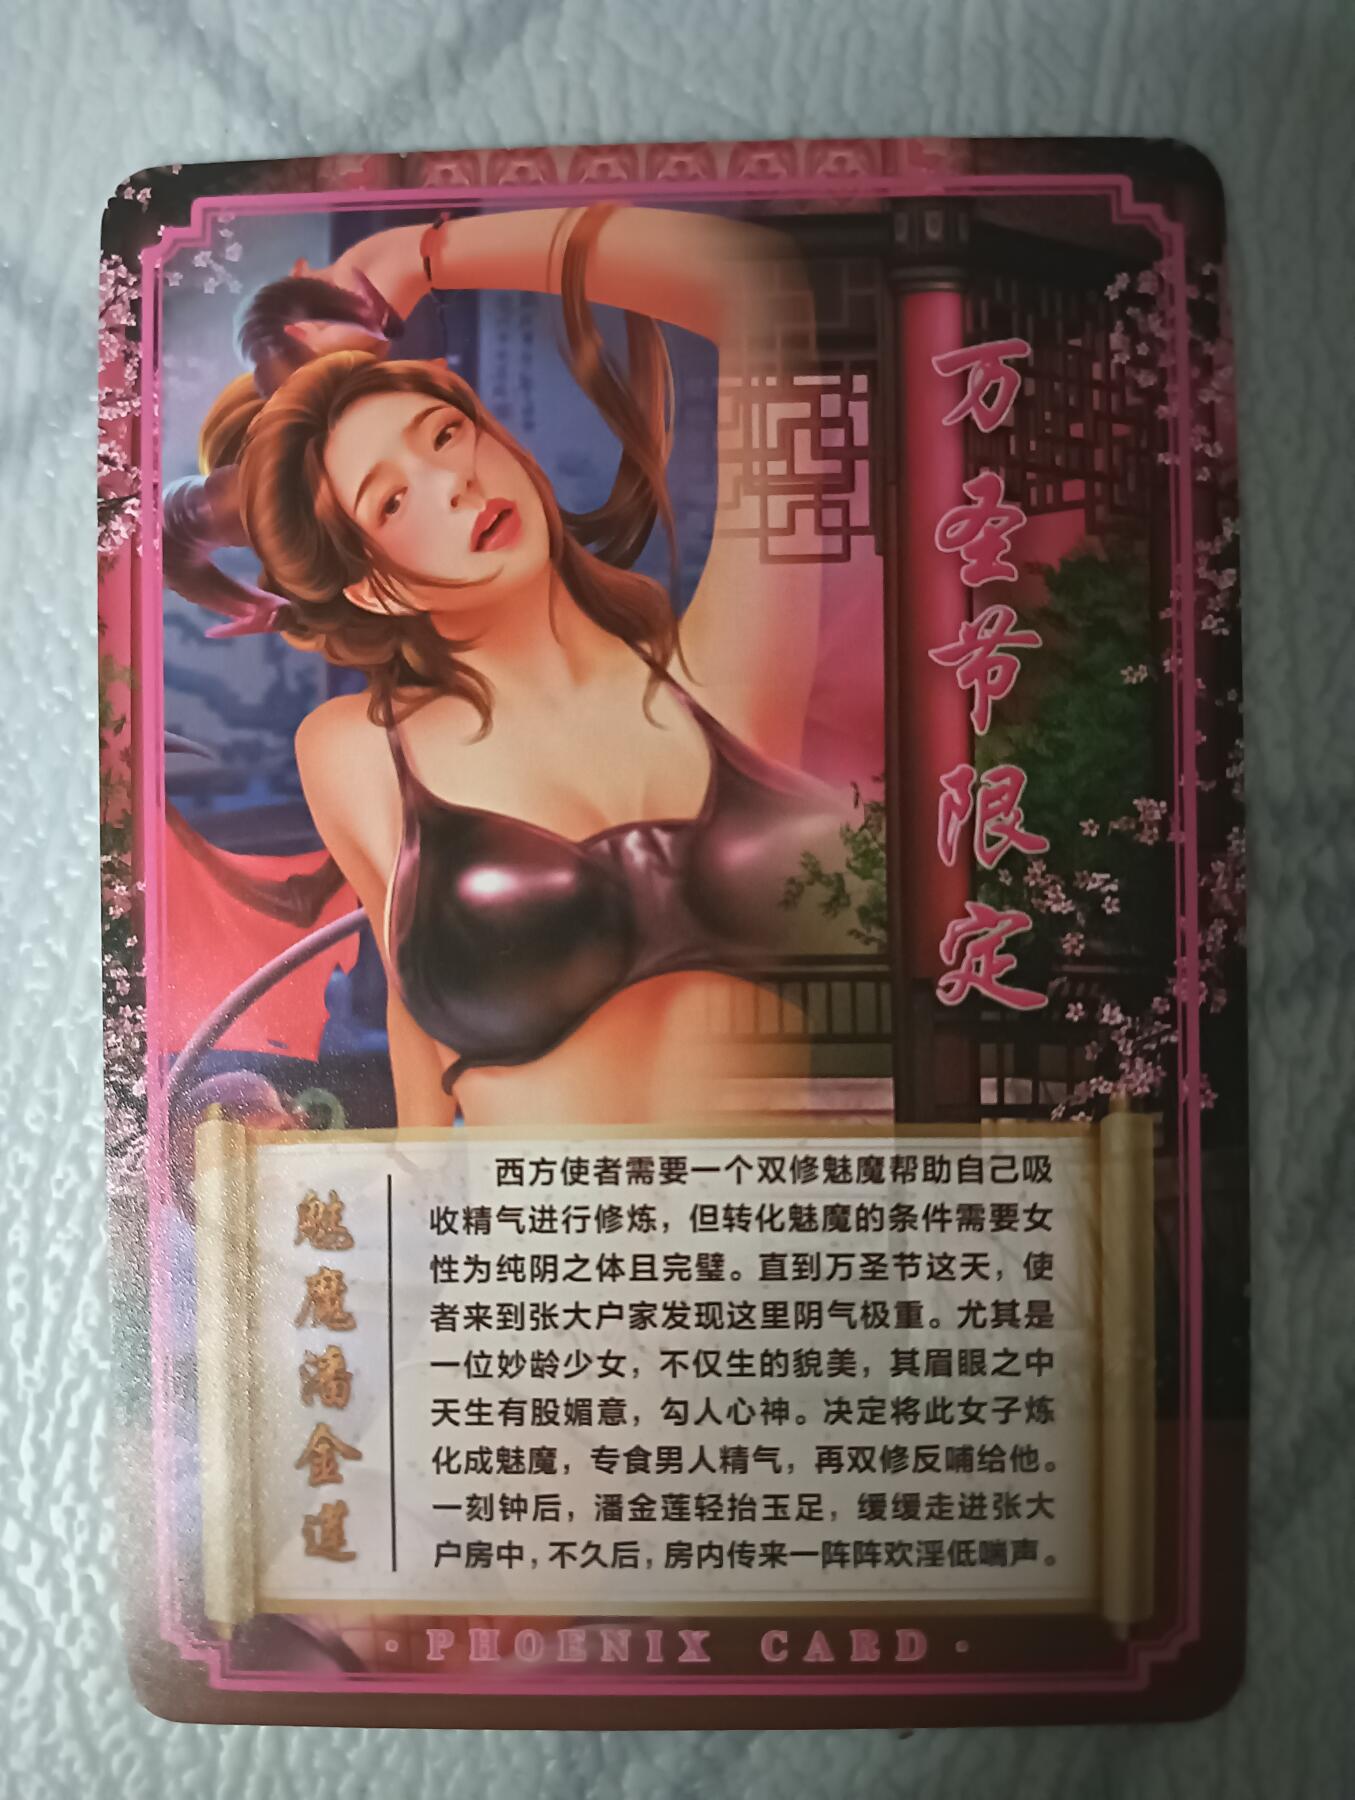 万圣节限定
魅魔潘金莲
西方使者需要一个双修魅魔帮助自己吸
收精气进行修炼，但转化魅魔的条件需要女
性为纯阴之体且完璧。直到万圣节这天，使
者来到张大户家发现这里阴气极重。尤其是
一位妙龄少女，不仅生的貌美，其眉眼之中
天生有股媚意，勾人心神。决定将此女子炼
化成魅魔，专食男人精气，再双修反哺给他。
一刻钟后，潘金莲轻抬玉足，缓缓走进张大
户房中，不久后，房内传来一阵阵欢淫低喘声。
· PHOENIX CARD ·